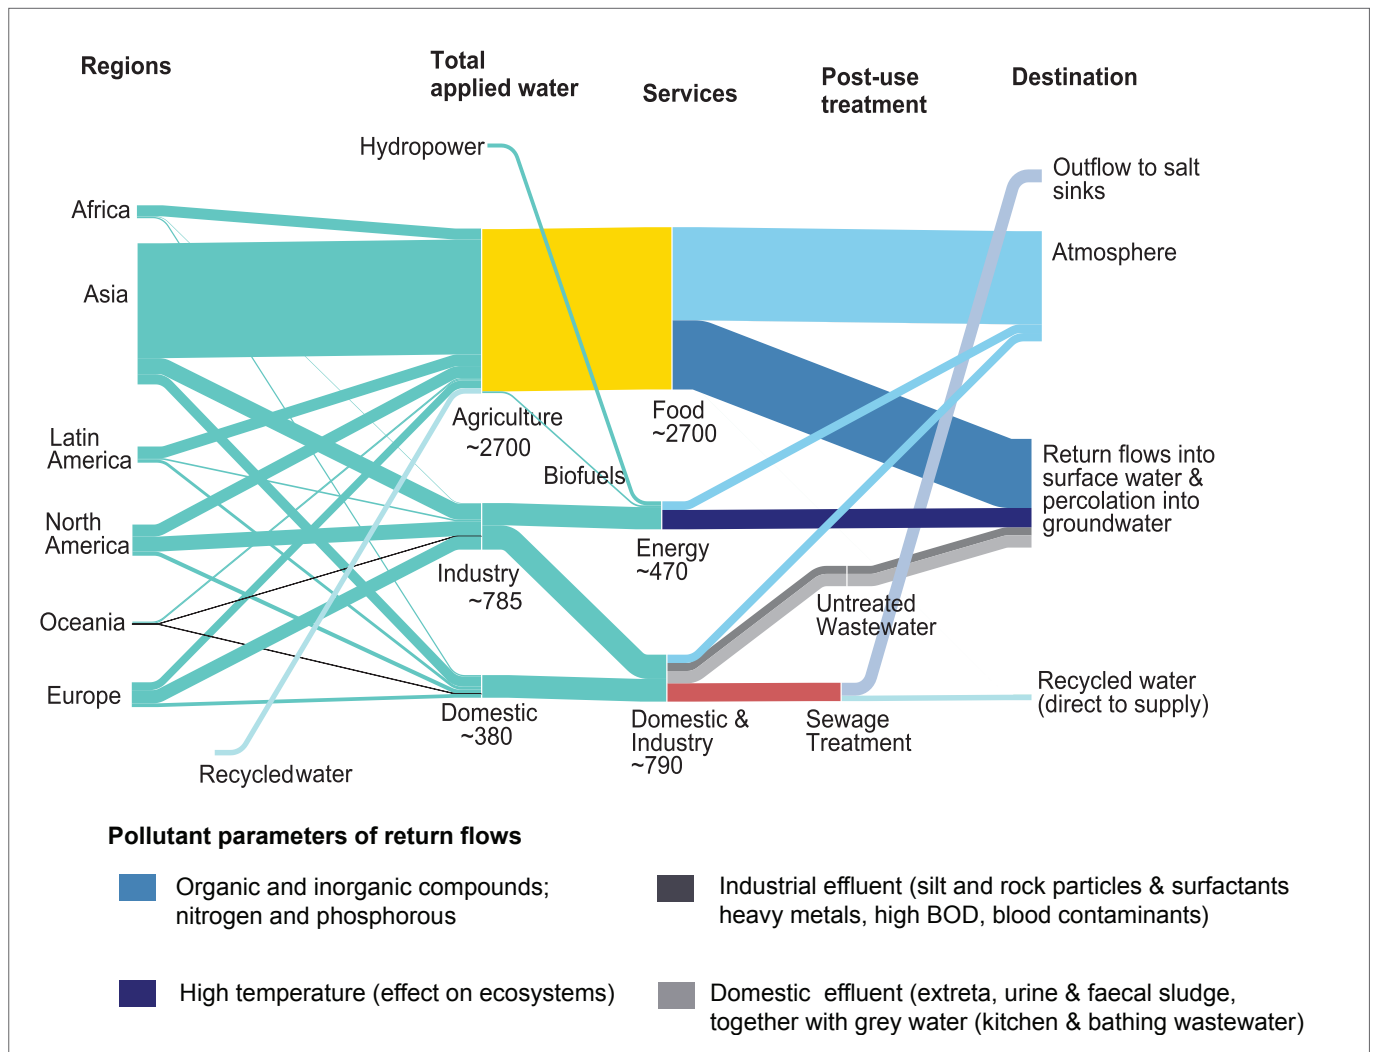 Regions
Total
applied water
Services
Post-use
treatment
Destination
Hydropower
Outflow to salt
sinks
Africa
Atmosphere
Asia
Agriculture
~2700
Food
~2700
Latin
America
Biofuels
Return flows into
surface water &
percolation into
groundwater
North
America
Energy
~470
Industry
~785
Untreated
Wastewater
Oceania
Europe
Recycled water
(direct to supply)
Domestic
~380
Domestic &
Industry
~790
Sewage
Treatment
Recycledwater
Pollutant parameters of return flows
Organic and inorganic compounds;
nitrogen and phosphorous
Industrial effluent (silt and rock particles & surfactants
heavy metals, high BOD, blood contaminants)
High temperature (effect on ecosystems)
Domestic effluent (extreta, urine & faecal sludge,
together with grey water (kitchen & bathing wastewater)